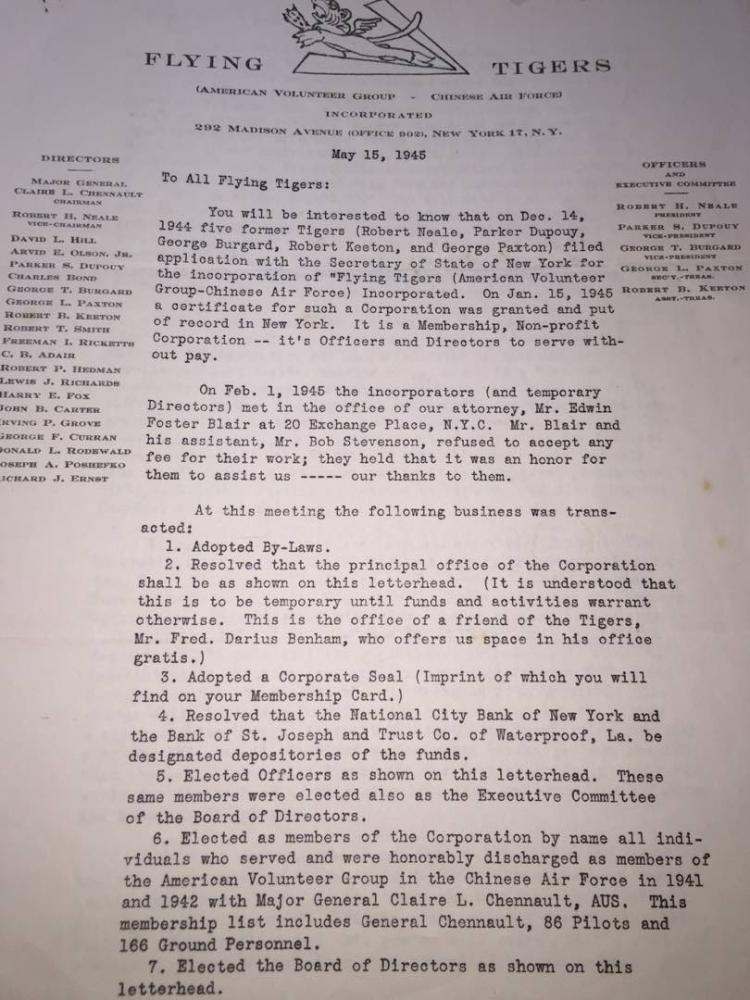 FLYING TIGERS
(AMERICAN VOLUNTEER GROUP - CHINESE AIR FORCE)
INCORPORATED
292 MADISON AVENUE (OFFICE 902), NEW YORK 17, N. Y.
May 15, 1945
DIRECTORS
MAJOR GENERAL
CLAIRE L. CHENNAULT
CHAIRMAN
ROBERT H. NEALE
VICE-CHAIRMAN
DAVID L. HILL
ARVID E. OLSON, JR.
PARKER S. DUPOUY
CHARLES BOND
GEORGE T. BURGARD
GEORGE L. PAXTON
ROBERT B. KEETON
ROBERT T. SMITH
FREEMAN I. RICKETTS
C. B. ADAIR
ROBERT P. HEDMAN
LEWIS J. RICHARDS
HARRY E. FOX
JOHN B. CARTER
IRVING P. GROVE
GEORGE F. CURRAN
DONALD L. RODEWALD
JOSEPH A. POSHEFKO
RICHARD J. ERNST
OFFICERS
AND
EXECUTIVE COMMITTEE
ROBERT H. NEALE
PRESIDENT
PARKER S. DUPOUY
VICE-PRESIDENT
GEORGE T. BURGARD
VICE-PRESIDENT
GEORGE L. PAXTON
SEC'Y.-TREAS.
ROBERT B. KEETON
ASST.-TREAS.
To All Flying Tigers:
You will be interested to know that on Dec. 14,
1944 five former Tigers (Robert Neale, Parker Dupouy,
George Burgard, Robert Keeton, and George Paxton) filed
application with the Secretary of State of New York for
the incorporation of "Flying Tigers (American Volunteer
Group-Chinese Air Force) Incorporated. On Jan. 15, 1945
a certificate for such a Corporation was granted and put
of record in New York. It is a Membership, Non-profit
Corporation -- it's Officers and Directors to serve with-
out pay.
On Feb. 1, 1945 the incorporators (and temporary
Directors) met in the office of our attorney, Mr. Edwin
Foster Blair at 20 Exchange Place, N.Y.C. Mr. Blair and
his assistant, Mr. Bob Stevenson, refused to accept any
fee for their work; they held that it was an honor for
them to assist us ----- our thanks to them.
At this meeting the following business was trans-
acted:
1. Adopted By-Laws.
2. Resolved that the principal office of the Corporation
shall be as shown on this letterhead. (It is understood that
this is to be temporary until funds and activities warrant
otherwise. This is the office of a friend of the Tigers,
Mr. Fred. Darius Benham, who offers us space in his office
gratis.)
3. Adopted a Corporate Seal (Imprint of which you will
find on your Membership Card.)
4. Resolved that the National City Bank of New York and
the Bank of St. Joseph and Trust Co. of Waterproof, La. be
designated depositories of the funds.
5. Elected Officers as shown on this letterhead. These
same members were elected also as the Executive Committee
of the Board of Directors.
6. Elected as members of the Corporation by name all indi-
viduals who served and were honorably discharged as members of
the American Volunteer Group in the Chinese Air Force in 1941
and 1942 with Major General Claire L. Chennault, AUS. This
membership list includes General Chennault, 86 Pilots and
166 Ground Personnel.
7. Elected the Board of Directors as shown on this
letterhead.